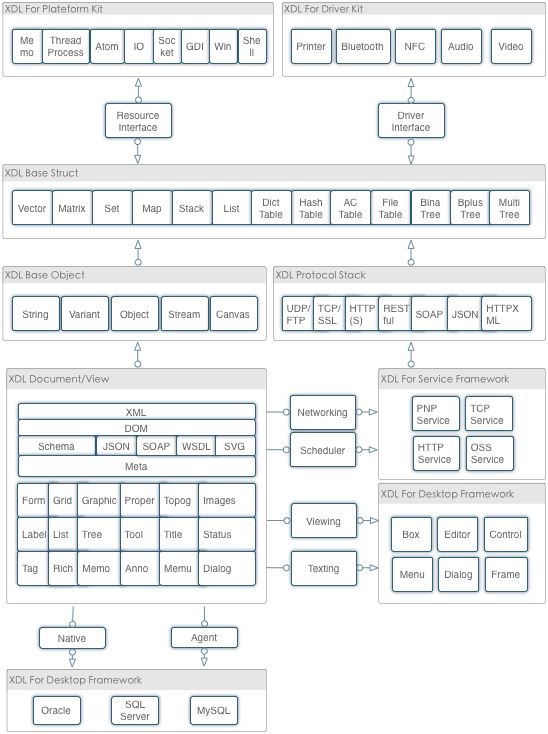 XDL For Plateform Kit
Me
mo
Thread
Process
Atom
IO
Soc
ket
GDI
Win
She
ll
XDL For Driver Kit
Printer
Bluetooth
NFC
Audio
Video
Resource
Interface
Driver
Interface
XDL Base Struct
Vector
Matrix
Set
Map
Stack
List
Dict
Table
Hash
Table
AC
Table
File
Table
Bina
Tree
Bplus
Tree
Multi
Tree
XDL Base Object
String
Variant
Object
Stream
Canvas
XDL Protocol Stack
UDP/
FTP
TCP/
SSL
HTTP
(S)
REST
ful
SOAP
JSON
HTTPX
ML
XDL Document/View
XML
DOM
Schema
JSON
SOAP
WSDL
SVG
Meta
Form
Grid
Graphic
Proper
Topog
Images
Label
List
Tree
Tool
Title
Status
Tag
Rich
Memo
Anno
Memu
Dialog
Networking
Scheduler
Viewing
Texting
XDL For Service Framework
PNP
Service
TCP
Service
HTTP
Service
OSS
Service
XDL For Desktop Framework
Box
Editor
Control
Menu
Dialog
Frame
Native
Agent
XDL For Desktop Framework
Oracle
SQL
Server
MySQL